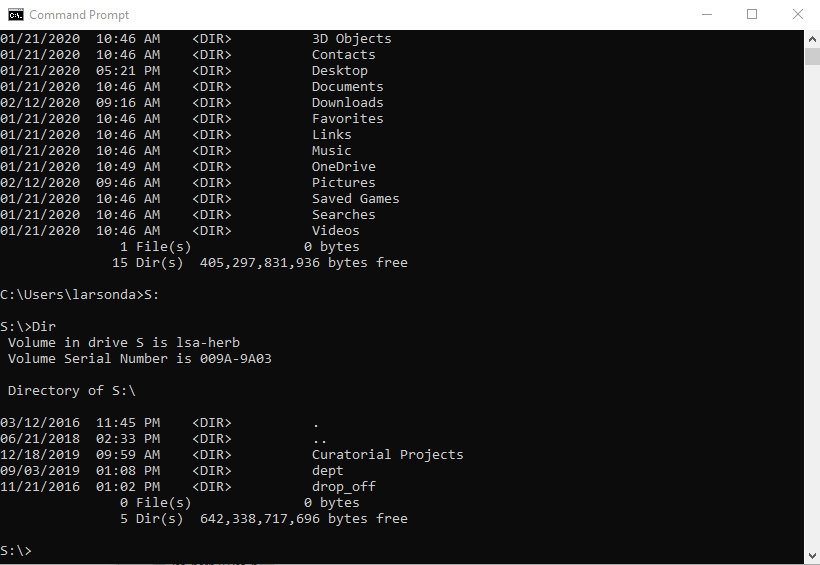 Command Prompt
01/21/2020  10:46 AM    <DIR>          3D Objects
01/21/2020  10:46 AM    <DIR>          Contacts
01/21/2020  05:21 PM    <DIR>          Desktop
01/21/2020  10:46 AM    <DIR>          Documents
02/12/2020  09:16 AM    <DIR>          Downloads
01/21/2020  10:46 AM    <DIR>          Favorites
01/21/2020  10:46 AM    <DIR>          Links
01/21/2020  10:46 AM    <DIR>          Music
01/21/2020  10:49 AM    <DIR>          OneDrive
02/12/2020  09:46 AM    <DIR>          Pictures
01/21/2020  10:46 AM    <DIR>          Saved Games
01/21/2020  10:46 AM    <DIR>          Searches
01/21/2020  10:46 AM    <DIR>          Videos
               1 File(s)              0 bytes
              15 Dir(s)  405,297,831,936 bytes free
C:\Users\larsonda>S:
S:\>Dir
 Volume in drive S is lsa-herb
 Volume Serial Number is 009A-9A03
 Directory of S:\
03/12/2016  11:45 PM    <DIR>          .
06/21/2018  02:33 PM    <DIR>          ..
12/18/2019  09:59 AM    <DIR>          Curatorial Projects
09/03/2019  01:08 PM    <DIR>          dept
11/21/2016  01:02 PM    <DIR>          drop_off
               0 File(s)              0 bytes
               5 Dir(s)  642,338,717,696 bytes free
S:\>